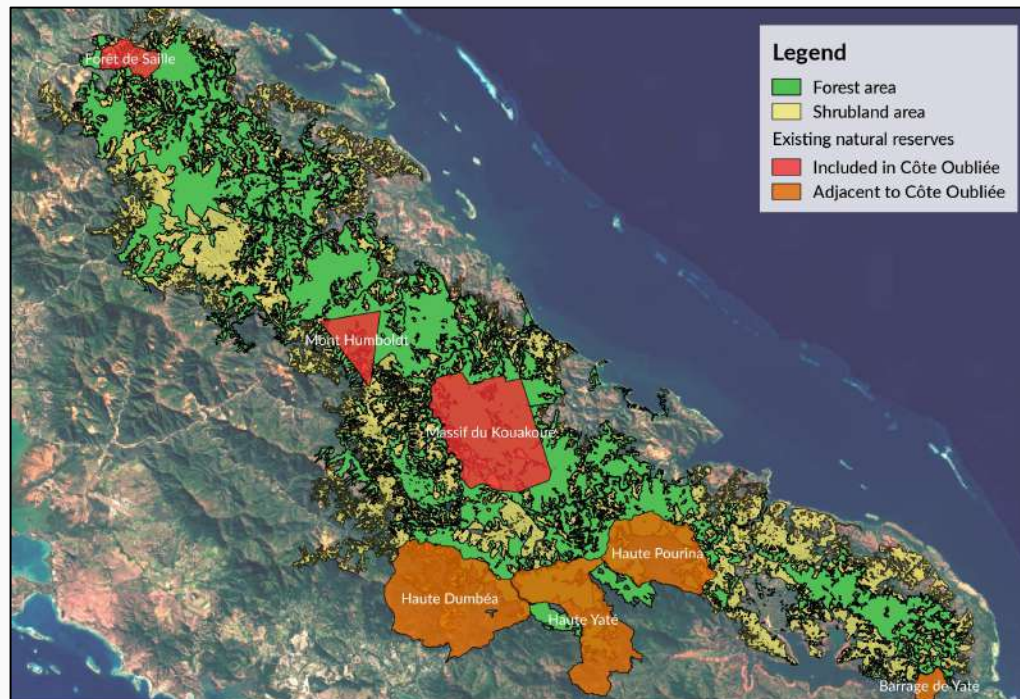 Legend
Forest area
Shrubland area
Existing natural reserves
Included in Côte Oubliée
Adjacent to Côte Oubliée
Forêt de Saille
Mont Humboldt
Massif du Kouakoué
Haute Pourina
Haute Dumbéa
Haute Yaté
Barrage de Yaté